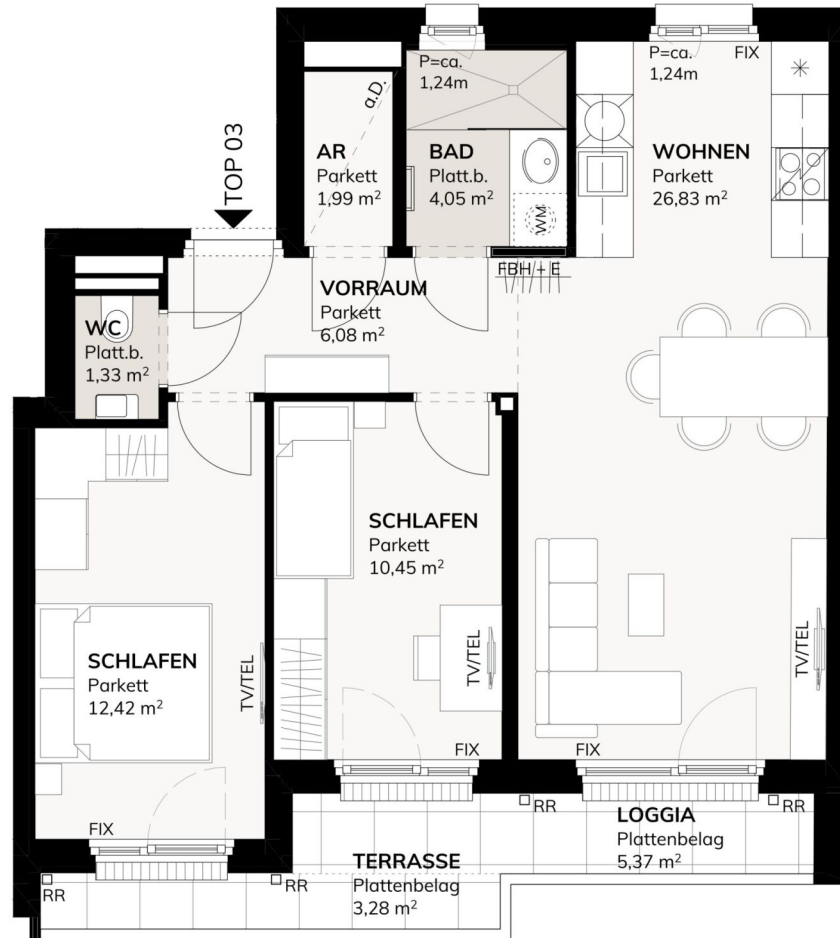 P=ca.
1,24m
P=ca.
1,24m
FIX
a.D.
TOP 03
AR
Parkett
1,99 m²
BAD
Platt.b.
4,05 m²
WM
WOHNEN
Parkett
26,83 m²
FBH + E
VORRAUM
Parkett
6,08 m²
WC
Platt.b.
1,33 m²
SCHLAFEN
Parkett
10,45 m²
SCHLAFEN
Parkett
12,42 m²
TV/TEL
TV/TEL
TV/TEL
FIX
FIX
FIX
RR
RR
RR
RR
LOGGIA
Plattenbelag
5,37 m²
TERRASSE
Plattenbelag
3,28 m²